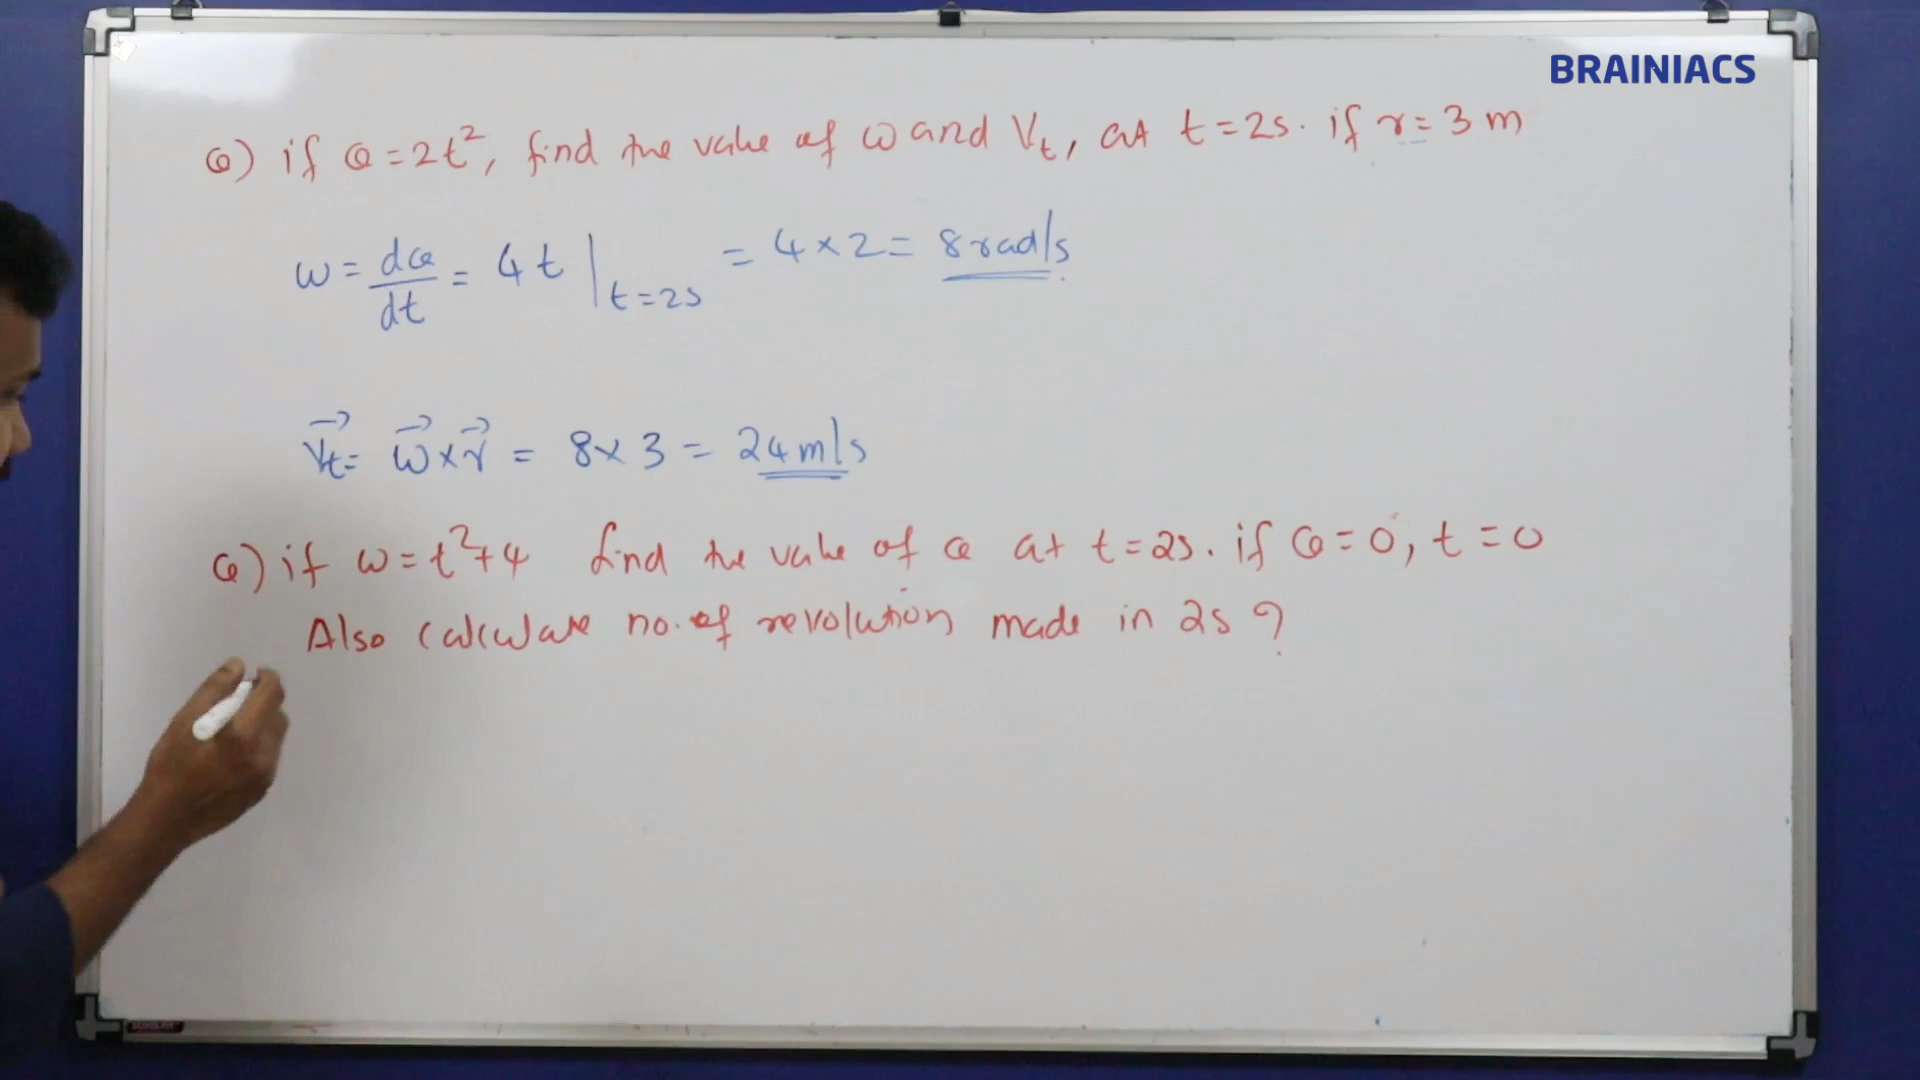 BRAINIACS
Q) if θ = 2t², find the value of ω and Vt, at t = 2s. if r = 3 m
ω = dθ/dt = 4t |t=2s = 4 × 2 = 8 rad/s
V⃗t = ω⃗ × r⃗ = 8 × 3 = 24 m/s
Q) if ω = t² + 4 find the value of θ at t = 2s. if θ = 0, t = 0
Also calculate no. of revolution made in 2s ?